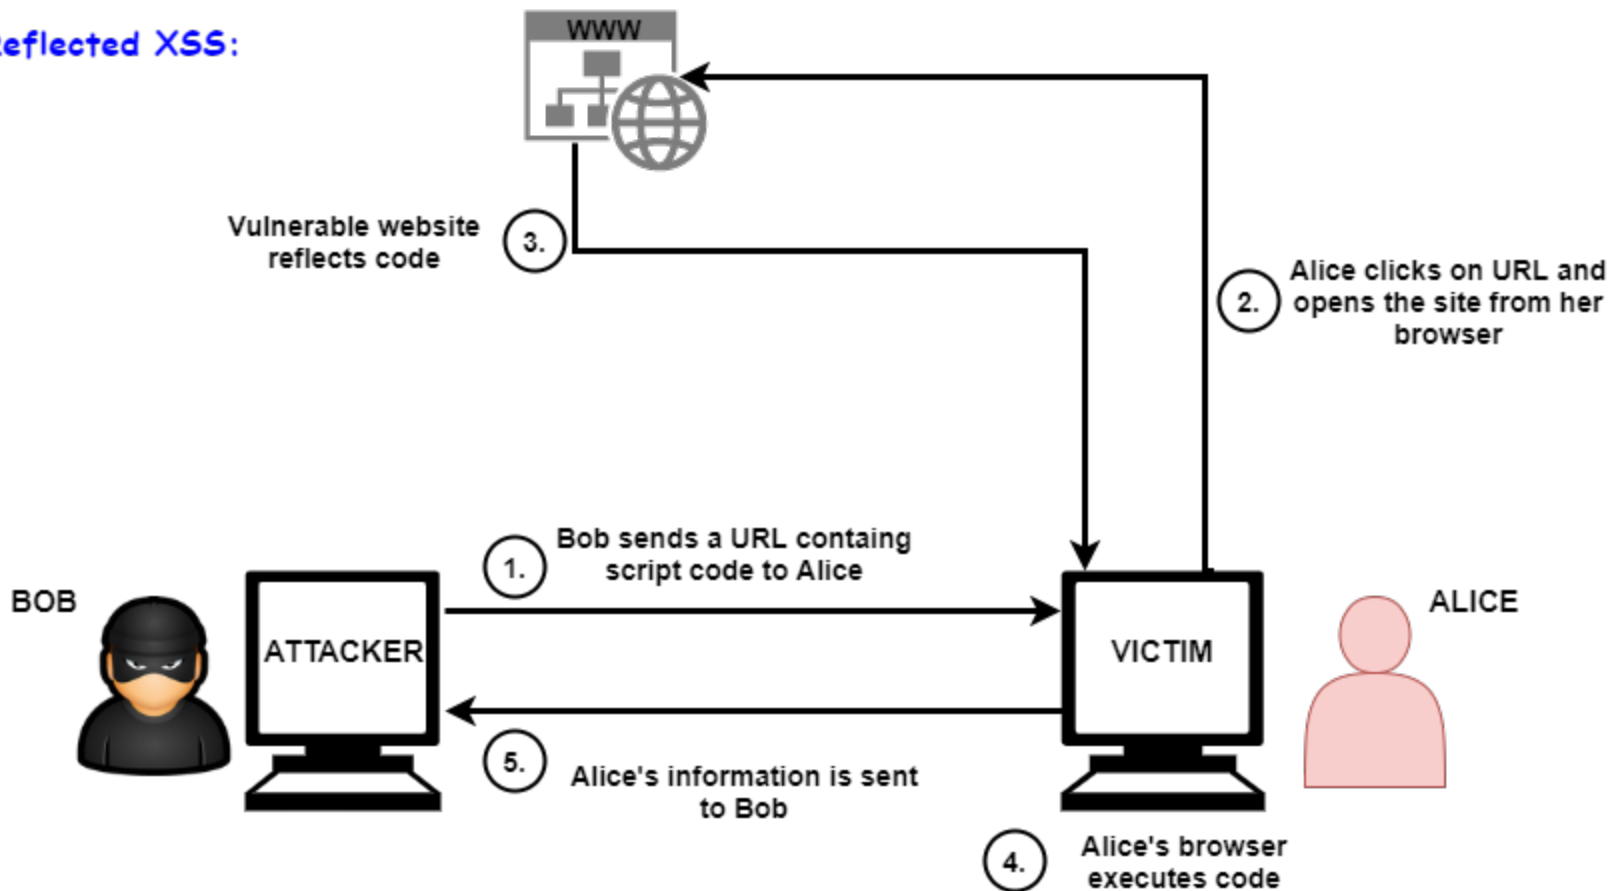 eflected XSS:
WWW
Vulnerable website
reflects code
3.
2.
Alice clicks on URL and
opens the site from her
browser
1.
Bob sends a URL containg
script code to Alice
BOB
ATTACKER
VICTIM
ALICE
5.
Alice's information is sent
to Bob
4.
Alice's browser
executes code